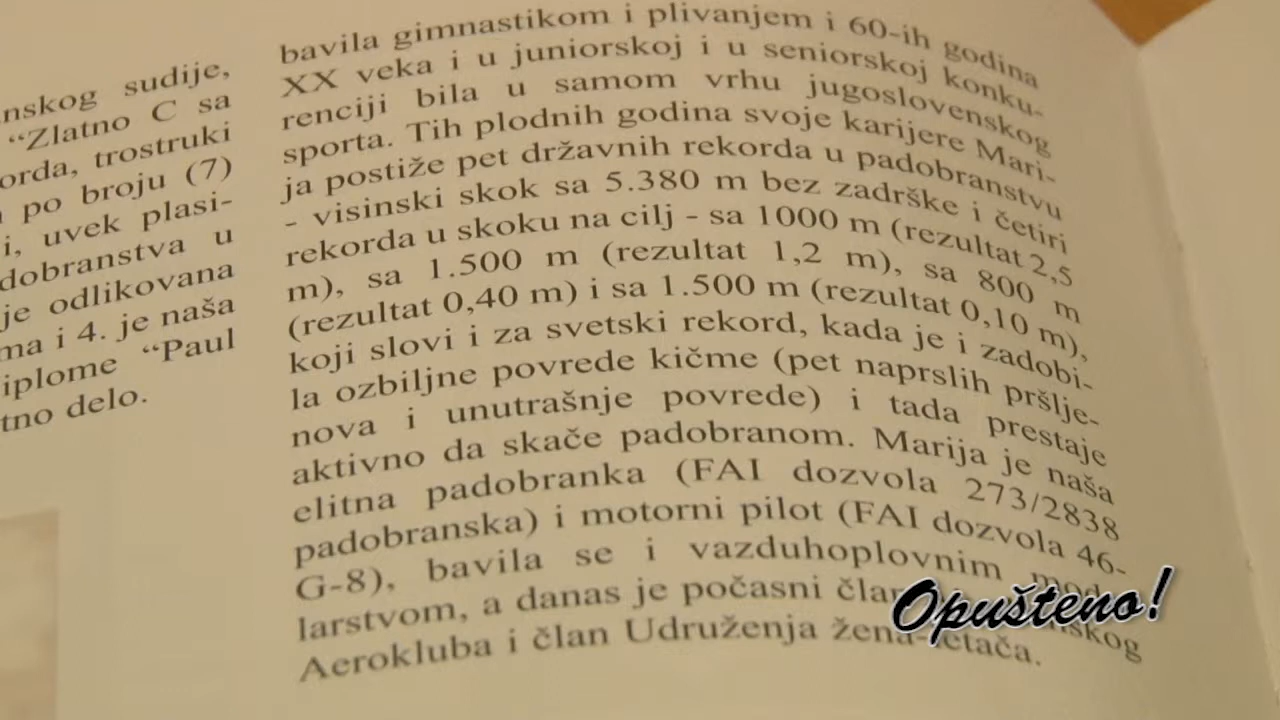 nskog sudije,
“Zlatno C sa
orda, trostruki
po broju (7)
i, uvek plasi-
dobranstva u
je odlikovana
ma i 4. je naša
iplome “Paul
tno delo.
bavila gimnastikom i plivanjem i 60-ih godina
XX veka i u juniorskoj i u seniorskoj konku-
renciji bila u samom vrhu jugoslovenskog
sporta. Tih plodnih godina svoje karijere Mari-
ja postiže pet državnih rekorda u padobranstvu
- visinski skok sa 5.380 m bez zadrške i četiri
rekorda u skoku na cilj - sa 1000 m (rezultat 2,5
m), sa 1.500 m (rezultat 1,2 m), sa 800 m
(rezultat 0,40 m) i sa 1.500 m (rezultat 0,10 m),
koji slovi i za svetski rekord, kada je i zadobi-
la ozbiljne povrede kičme (pet naprslih pršlje-
nova i unutrašnje povrede) i tada prestaje
aktivno da skače padobranom. Marija je naša
elitna padobranka (FAI dozvola 273/2838
padobranska) i motorni pilot (FAI dozvola 46-
G-8), bavila se i vazduhoplovnim mode
larstvom, a danas je počasni član nskog
Aerokluba i član Udruženja žena-letača.
Opušteno!